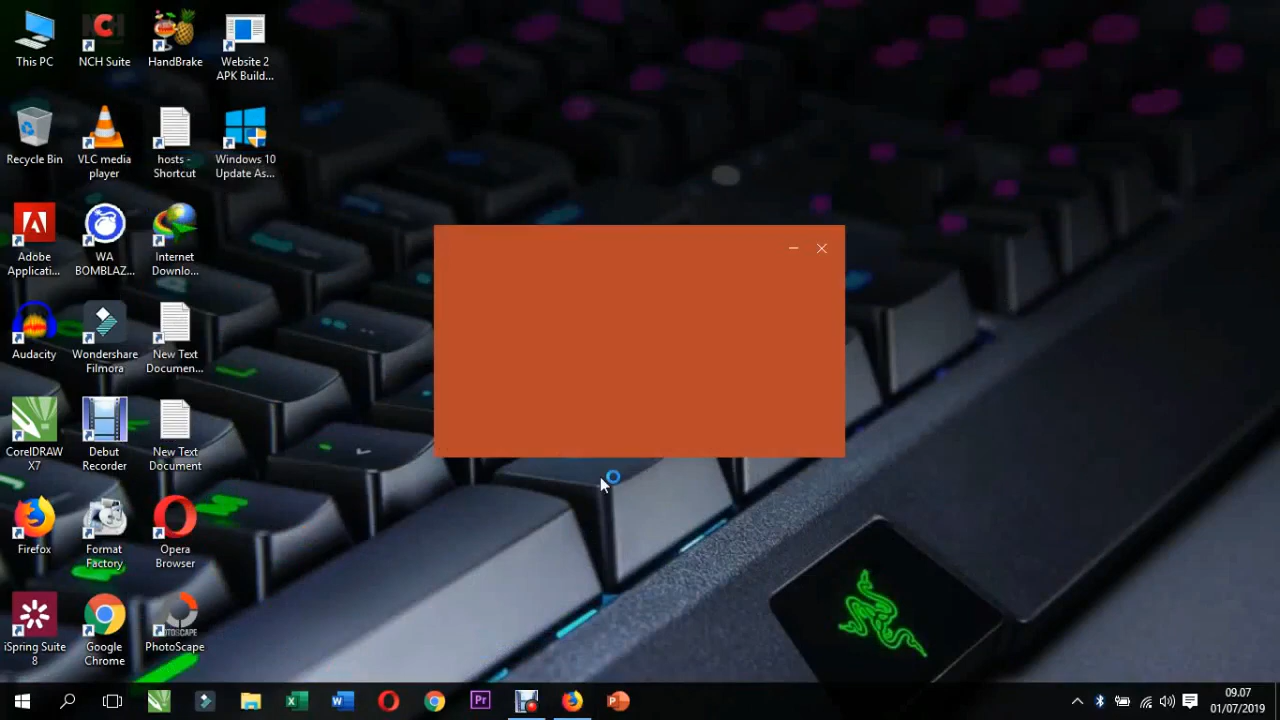 This PC
NCH Suite
HandBrake
Website 2
APK Build...
Recycle Bin
VLC media
player
hosts -
Shortcut
Windows 10
Update As...
Adobe
Applicati...
WA
BOMBLAZ...
Internet
Downlo...
Audacity
Wondershare
Filmora
New Text
Documen...
CorelDRAW
X7
Debut
Recorder
New Text
Document
Firefox
Format
Factory
Opera
Browser
iSpring Suite
8
Google
Chrome
PhotoScape
NCH
Pr
09.07
01/07/2019